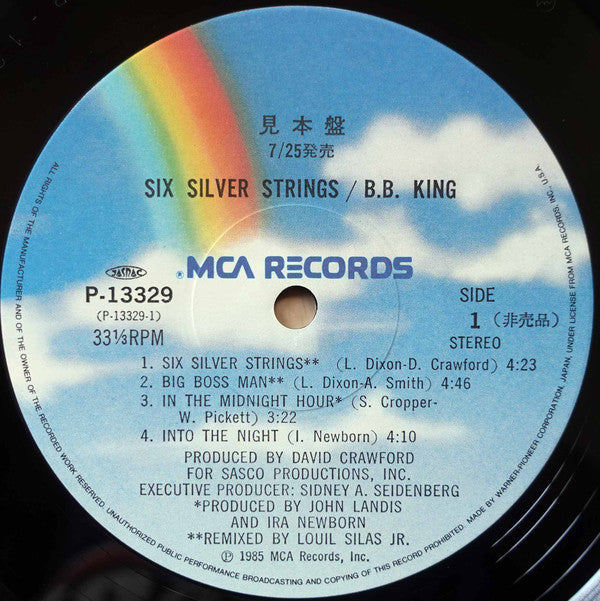 見本盤
7/25発売
SIX SILVER STRINGS / B.B. KING
MCA RECORDS
JASRAC
P-13329
(P-13329-1)
33⅓RPM
SIDE
1 (非売品)
STEREO
1. SIX SILVER STRINGS** (L. Dixon-D. Crawford) 4:23
2. BIG BOSS MAN** (L. Dixon-A. Smith) 4:46
3. IN THE MIDNIGHT HOUR* (S. Cropper-
W. Pickett) 3:22
4. INTO THE NIGHT (I. Newborn) 4:10
PRODUCED BY DAVID CRAWFORD
FOR SASCO PRODUCTIONS, INC.
EXECUTIVE PRODUCER: SIDNEY A. SEIDENBERG
*PRODUCED BY JOHN LANDIS
AND IRA NEWBORN
**REMIXED BY LOUIL SILAS JR.
Ⓟ 1985 MCA Records, Inc.
ALL RIGHTS OF THE MANUFACTURER AND OF THE OWNER OF THE RECORDED WORK RESERVED. UNAUTHORIZED PUBLIC PERFORMANCE BROADCASTING AND COPYING OF THIS RECORD PROHIBITED. MADE BY WARNER-PIONEER CORPORATION, JAPAN, UNDER LICENSE FROM MCA RECORDS, INC., U.S.A.